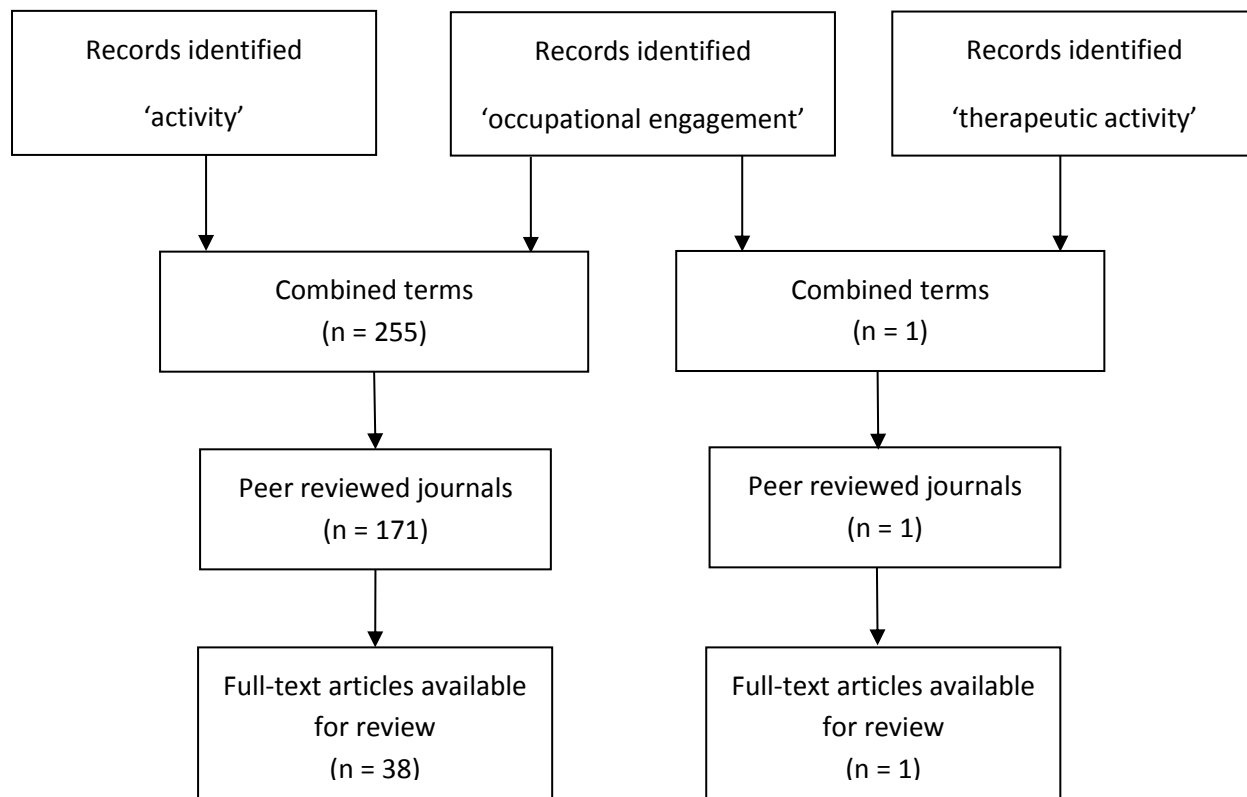 Records identified
‘activity’
Records identified
‘occupational engagement’
Records identified
‘therapeutic activity’
Combined terms
(n = 255)
Combined terms
(n = 1)
Peer reviewed journals
(n = 171)
Peer reviewed journals
(n = 1)
Full-text articles available
for review
(n = 38)
Full-text articles available
for review
(n = 1)